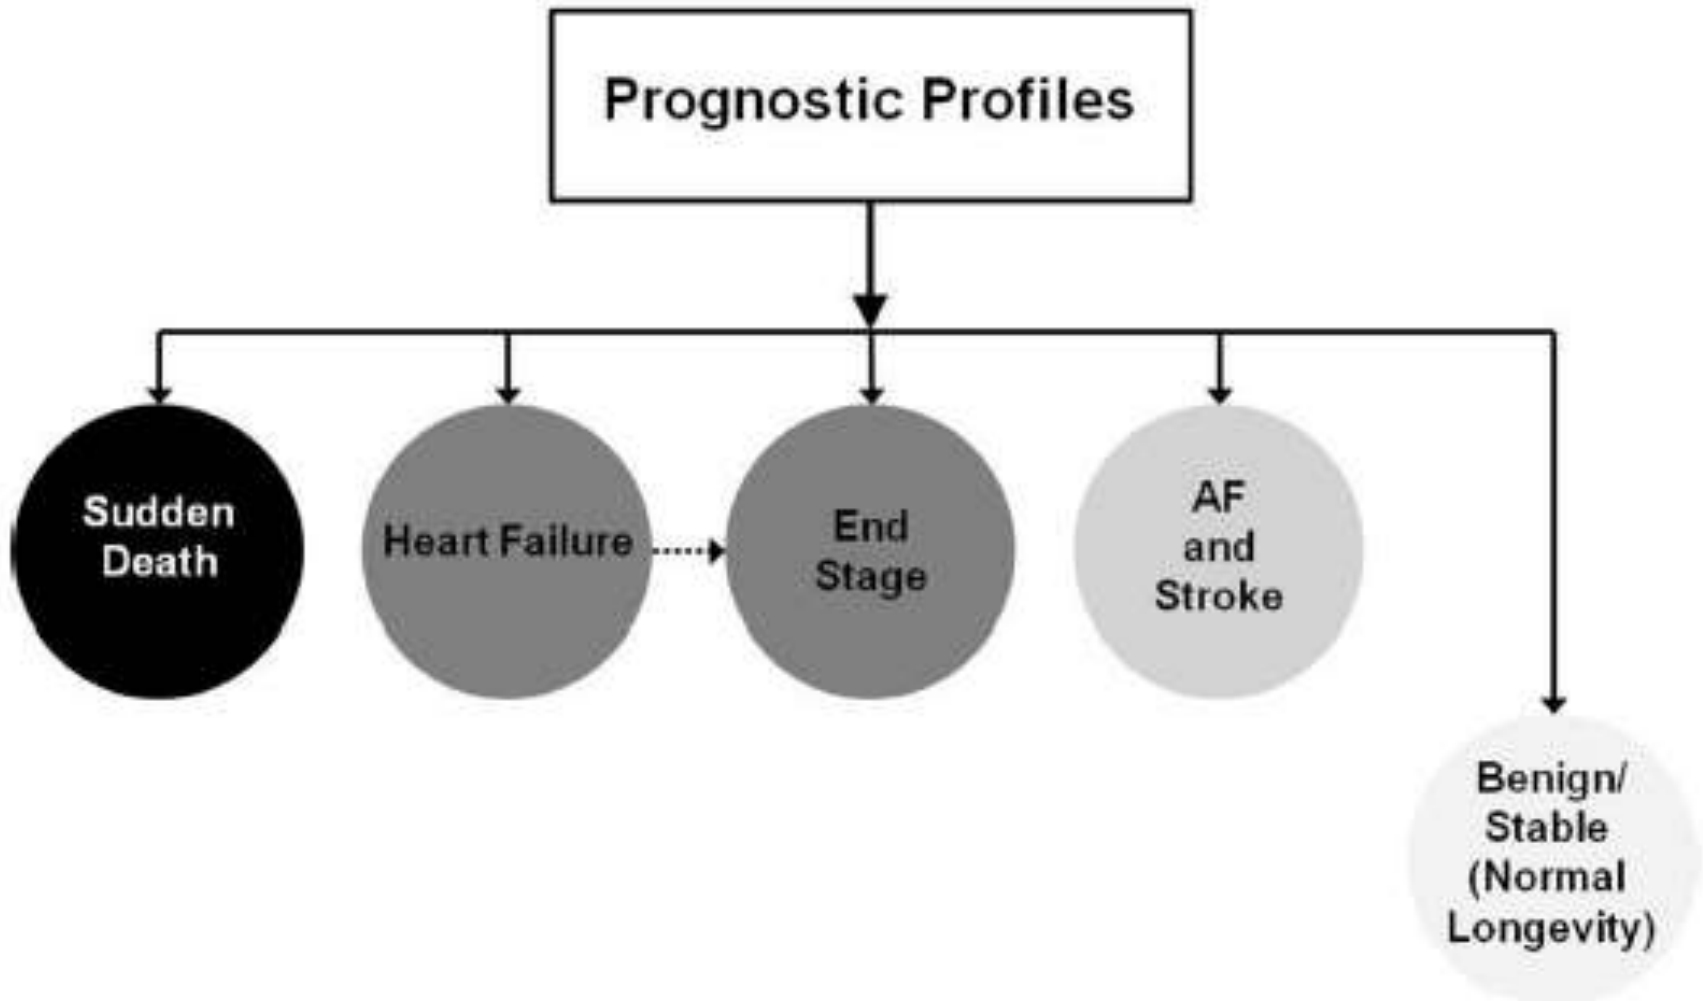 Prognostic Profiles
Sudden
Death
Heart Failure
End
Stage
AF
and
Stroke
Benign/
Stable
(Normal
Longevity)